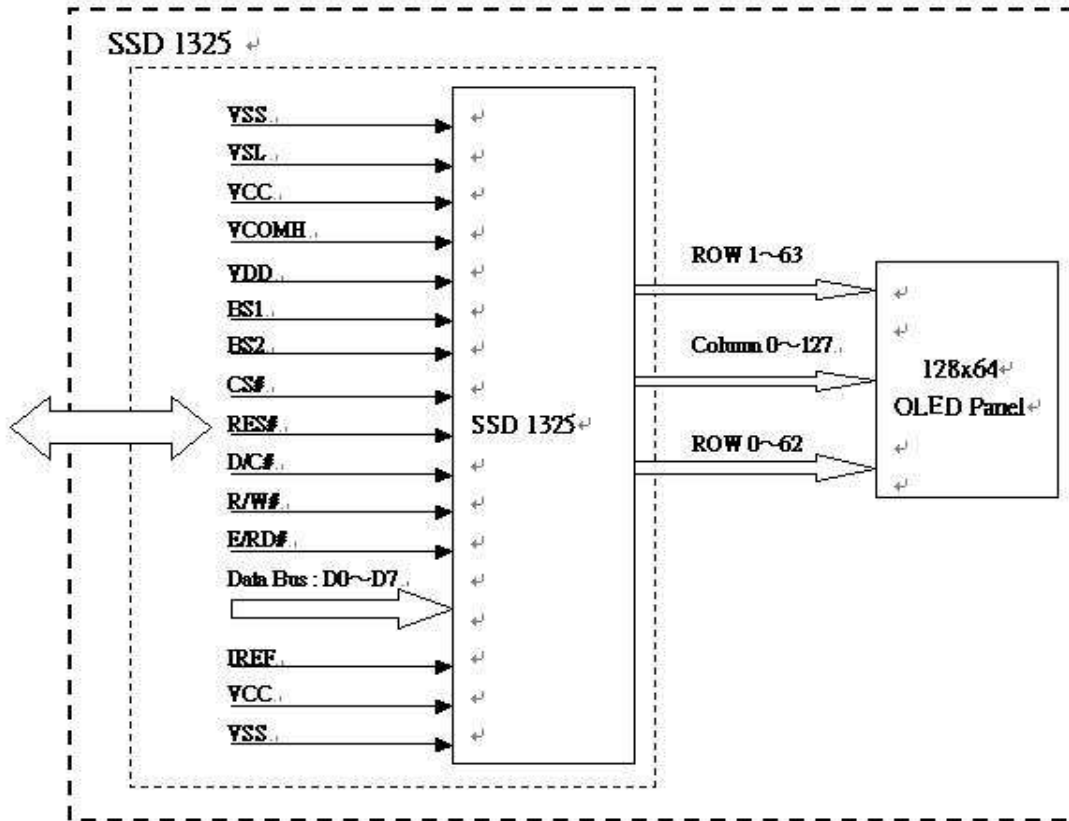 SSD 1325
VSS
VSL
VCC
VCOMH
VDD
BS1
BS2
CS#
RES#
D/C#
R/W#
E/RD#
Data Bus : D0～D7
IREF
VCC
VSS
SSD 1325
ROW 1～63
Column 0～127
ROW 0～62
128x64
OLED Panel